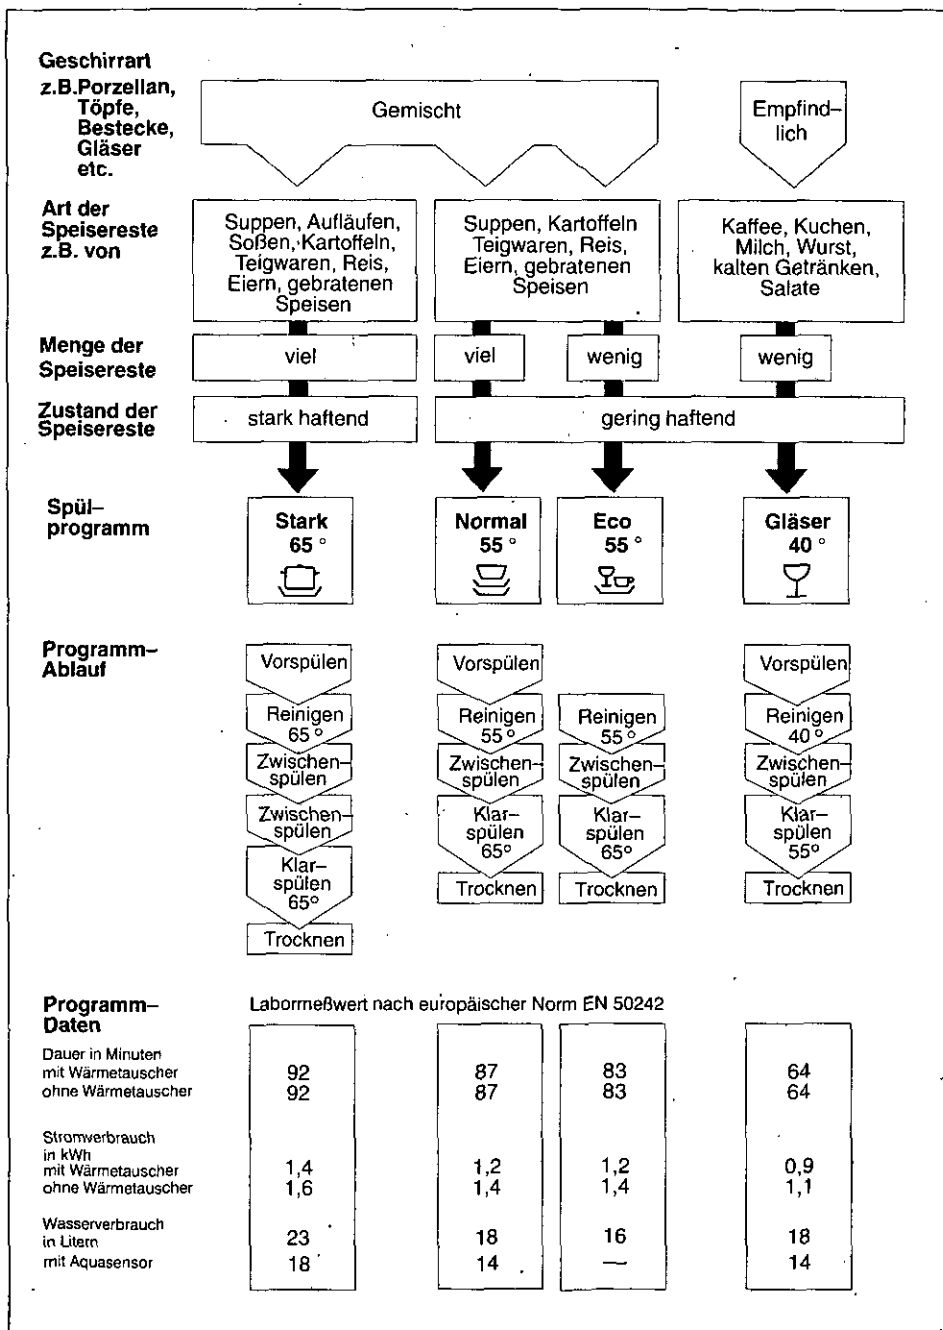 Geschirrart
z.B.Porzellan,
Töpfe,
Bestecke,
Gläser
etc.
Gemischt
Empfind–
lich
Art der
Speisereste
z.B. von
Suppen, Aufläufen,
Soßen, Kartoffeln,
Teigwaren, Reis,
Eiern, gebratenen
Speisen
Suppen, Kartoffeln
Teigwaren, Reis,
Eiern, gebratenen
Speisen
Kaffee, Kuchen,
Milch, Wurst,
kalten Getränken,
Salate
Menge der
Speisereste
viel
viel
wenig
wenig
Zustand der
Speisereste
stark haftend
gering haftend
Spül–
programm
Stark
65 °
Normal
55 °
Eco
55 °
Gläser
40 °
Programm–
Ablauf
Vorspülen
Reinigen
65°
Zwischen–
spülen
Zwischen–
spülen
Klar–
spülen
65°
Trocknen
Vorspülen
Reinigen
55°
Zwischen–
spülen
Klar–
spülen
65°
Trocknen
Reinigen
55°
Zwischen–
spülen
Klar–
spülen
65°
Trocknen
Vorspülen
Reinigen
40°
Zwischen–
spülen
Klar–
spülen
55°
Trocknen
Programm–
Daten
Labormeßwert nach europäischer Norm EN 50242
Dauer in Minuten
mit Wärmetauscher 92 87 83 64
ohne Wärmetauscher 92 87 83 64
Stromverbrauch
in kWh
mit Wärmetauscher 1,4 1,2 1,2 0,9
ohne Wärmetauscher 1,6 1,4 1,4 1,1
Wasserverbrauch
in Litern 23 18 16 18
mit Aquasensor 18 14 — 14